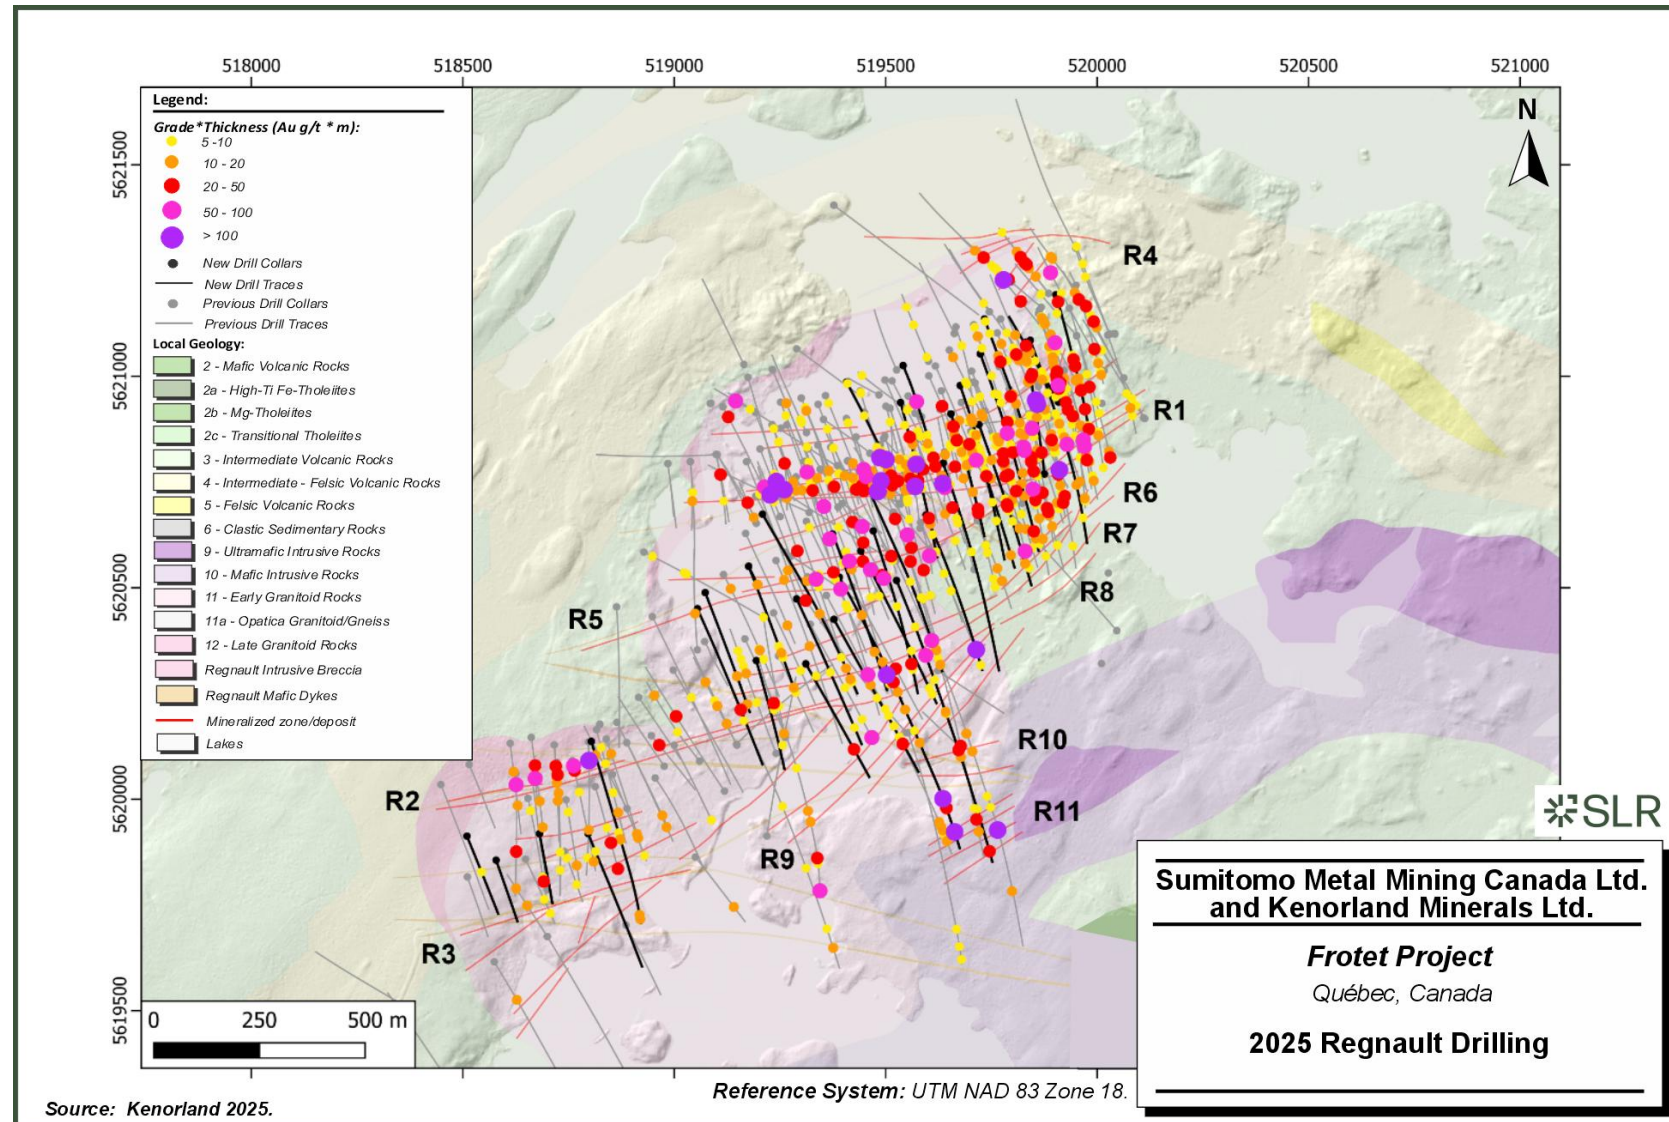 518000 518500 519000 519500 520000 520500 521000
5621500
5621000
5620500
5620000
5619500
Legend:
Grade*Thickness (Au g/t * m):
5 -10
10 - 20
20 - 50
50 - 100
> 100
New Drill Collars
New Drill Traces
Previous Drill Collars
Previous Drill Traces
Local Geology:
2 - Mafic Volcanic Rocks
2a - High-Ti Fe-Tholeiites
2b - Mg-Tholeiites
2c - Transitional Tholeiites
3 - Intermediate Volcanic Rocks
4 - Intermediate - Felsic Volcanic Rocks
5 - Felsic Volcanic Rocks
6 - Clastic Sedimentary Rocks
9 - Ultramafic Intrusive Rocks
10 - Mafic Intrusive Rocks
11 - Early Granitoid Rocks
11a - Opatica Granitoid/Gneiss
12 - Late Granitoid Rocks
Regnault Intrusive Breccia
Regnault Mafic Dykes
Mineralized zone/deposit
Lakes
N
R4
R1
R6
R7
R8
R5
R10
R2
R11
R9
R3
0 250 500 m
SLR
Sumitomo Metal Mining Canada Ltd.
and Kenorland Minerals Ltd.
Frotet Project
Québec, Canada
2025 Regnault Drilling
Reference System: UTM NAD 83 Zone 18.
Source: Kenorland 2025.